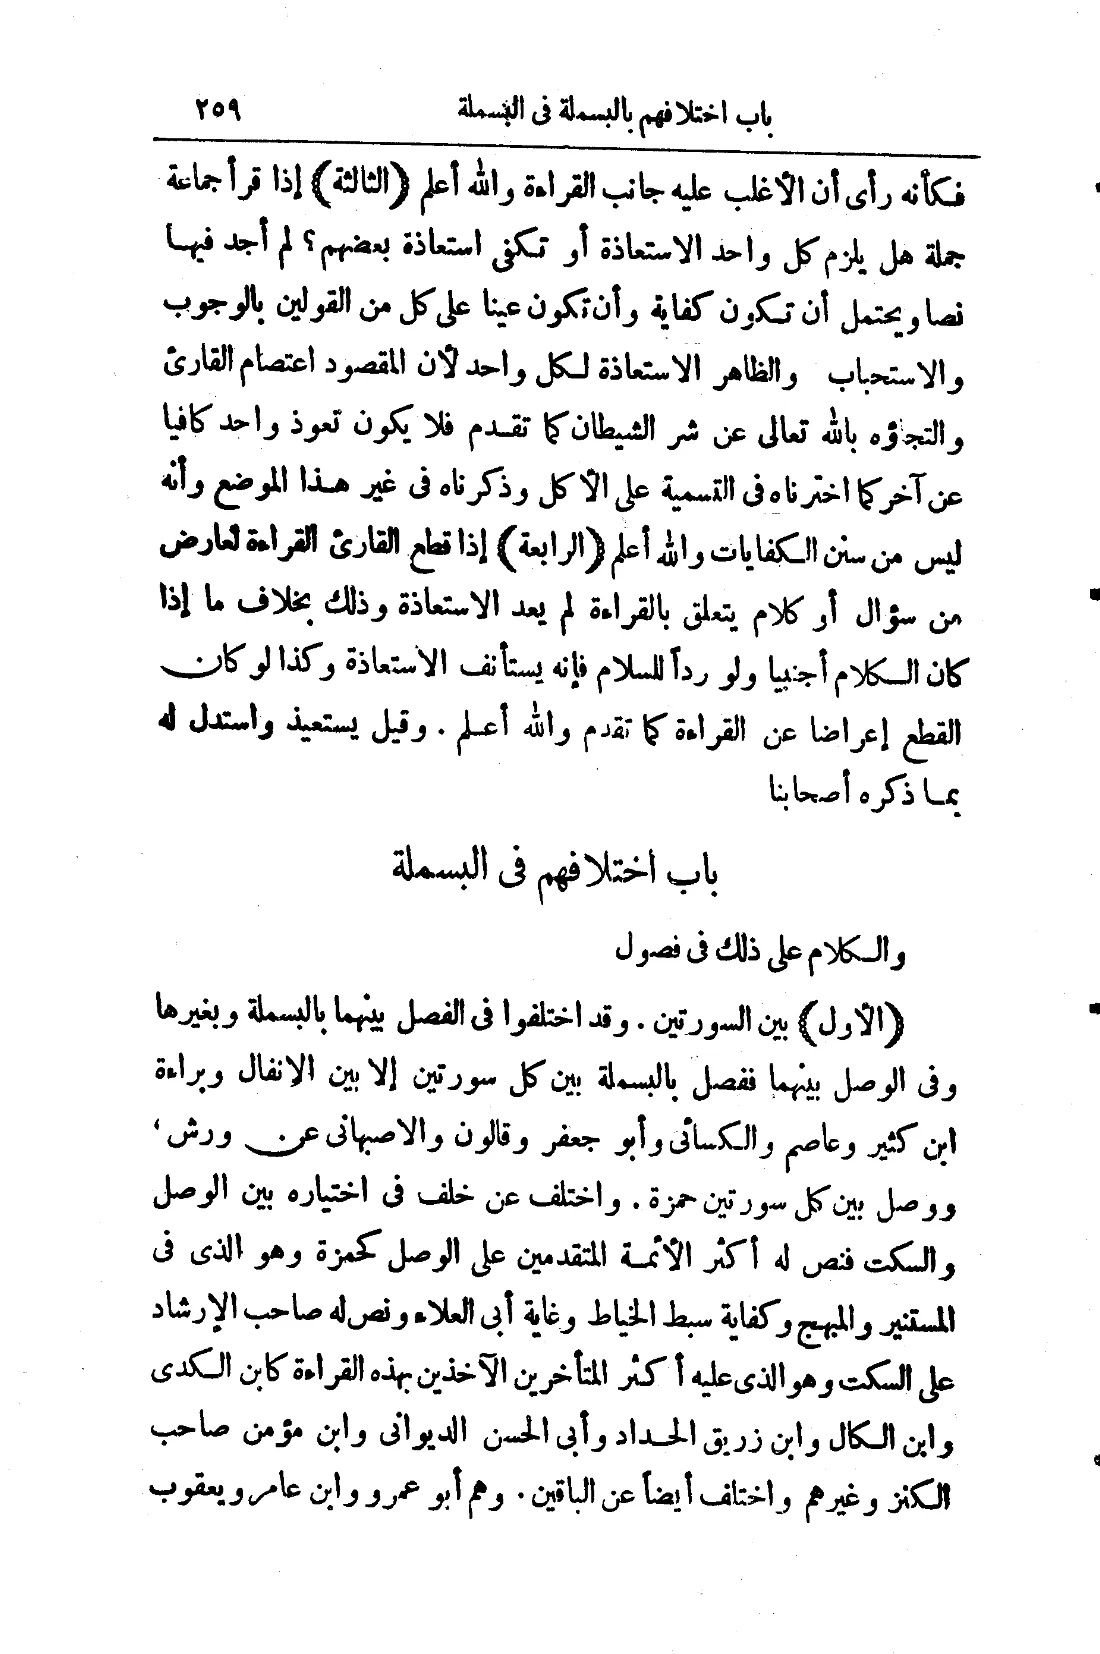 باب اختلافهم بالبسملة فى البسملة ٢٥٩
فكأنه رأى أن الأغلب عليه جانب القراءة والله أعلم (الثالثة) إذا قرأ جماعة
جملة هل يلزم كل واحد الاستعاذة أو تكفى استعاذة بعضهم؟ لم أجد فيها
نصا ويحتمل أن تكون كفاية وأن تكون عينا على كل من القولين بالوجوب
والاستحباب والظاهر الاستعاذة لكل واحد لأن المقصود اعتصام القارئ
والتجاؤه بالله تعالى عن شر الشيطان كما تقدم فلا يكون تعوذ واحد كافيا
عن آخر كما اخترناه فى التسمية على الأكل وذكرناه فى غير هذا الموضع وأنه
ليس من سنن الكفايات والله أعلم (الرابعة) إذا قطع القارئ القراءة لعارض
من سؤال أو كلام يتعلق بالقراءة لم يعد الاستعاذة وذلك بخلاف ما إذا
كان الكلام أجنبيا ولو رداً للسلام فإنه يستأنف الاستعاذة وكذا لو كان
القطع إعراضا عن القراءة كما تقدم والله أعلم . وقيل يستعيذ واستدل له
بما ذكره أصحابنا
باب اختلافهم فى البسملة
والكلام على ذلك فى فصول
(الأول) بين السورتين . وقد اختلفوا فى الفصل بينهما بالبسملة وبغيرها
وفى الوصل بينهما ففصل بالبسملة بين كل سورتين إلا بين الانفال وبراءة
ابن كثير وعاصم والكسائى وأبو جعفر وقالون والاصبهانى عن ورش ،
ووصل بين كل سورتين حمزة . واختلف عن خلف فى اختياره بين الوصل
والسكت فنص له أكثر الأئمة المتقدمين على الوصل كحمزة وهو الذى فى
المستنير والمبهج وكفاية سبط الخياط وغاية أبى العلاء ونص له صاحب الإرشاد
على السكت وهو الذى عليه أكثر المتأخرين الآخذين بهذه القراءة كابن الكدى
وابن الكال وابن زريق الحداد وأبى الحسن الديوانى وابن مؤمن صاحب
الكنز وغيرهم واختلف أيضاً عن الباقين . وهم أبو عمرو وابن عامر ويعقوب